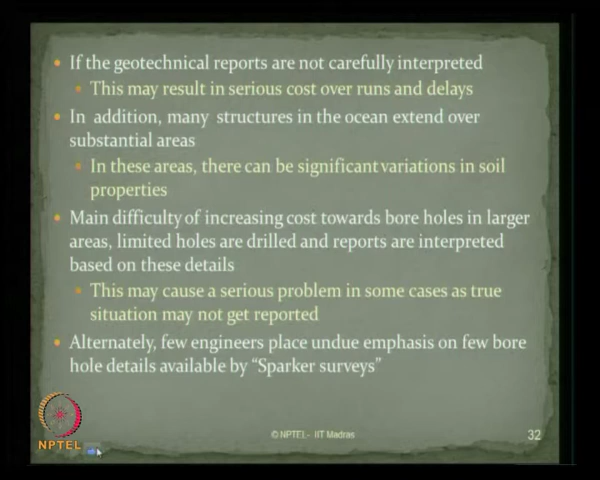 If the geotechnical reports are not carefully interpreted
This may result in serious cost over runs and delays
In addition, many structures in the ocean extend over
substantial areas
In these areas, there can be significant variations in soil
properties
Main difficulty of increasing cost towards bore holes in larger
areas, limited holes are drilled and reports are interpreted
based on these details
This may cause a serious problem in some cases as true
situation may not get reported
Alternately, few engineers place undue emphasis on few bore
hole details available by “Sparker surveys”
NPTEL
© NPTEL - IIT Madras
32